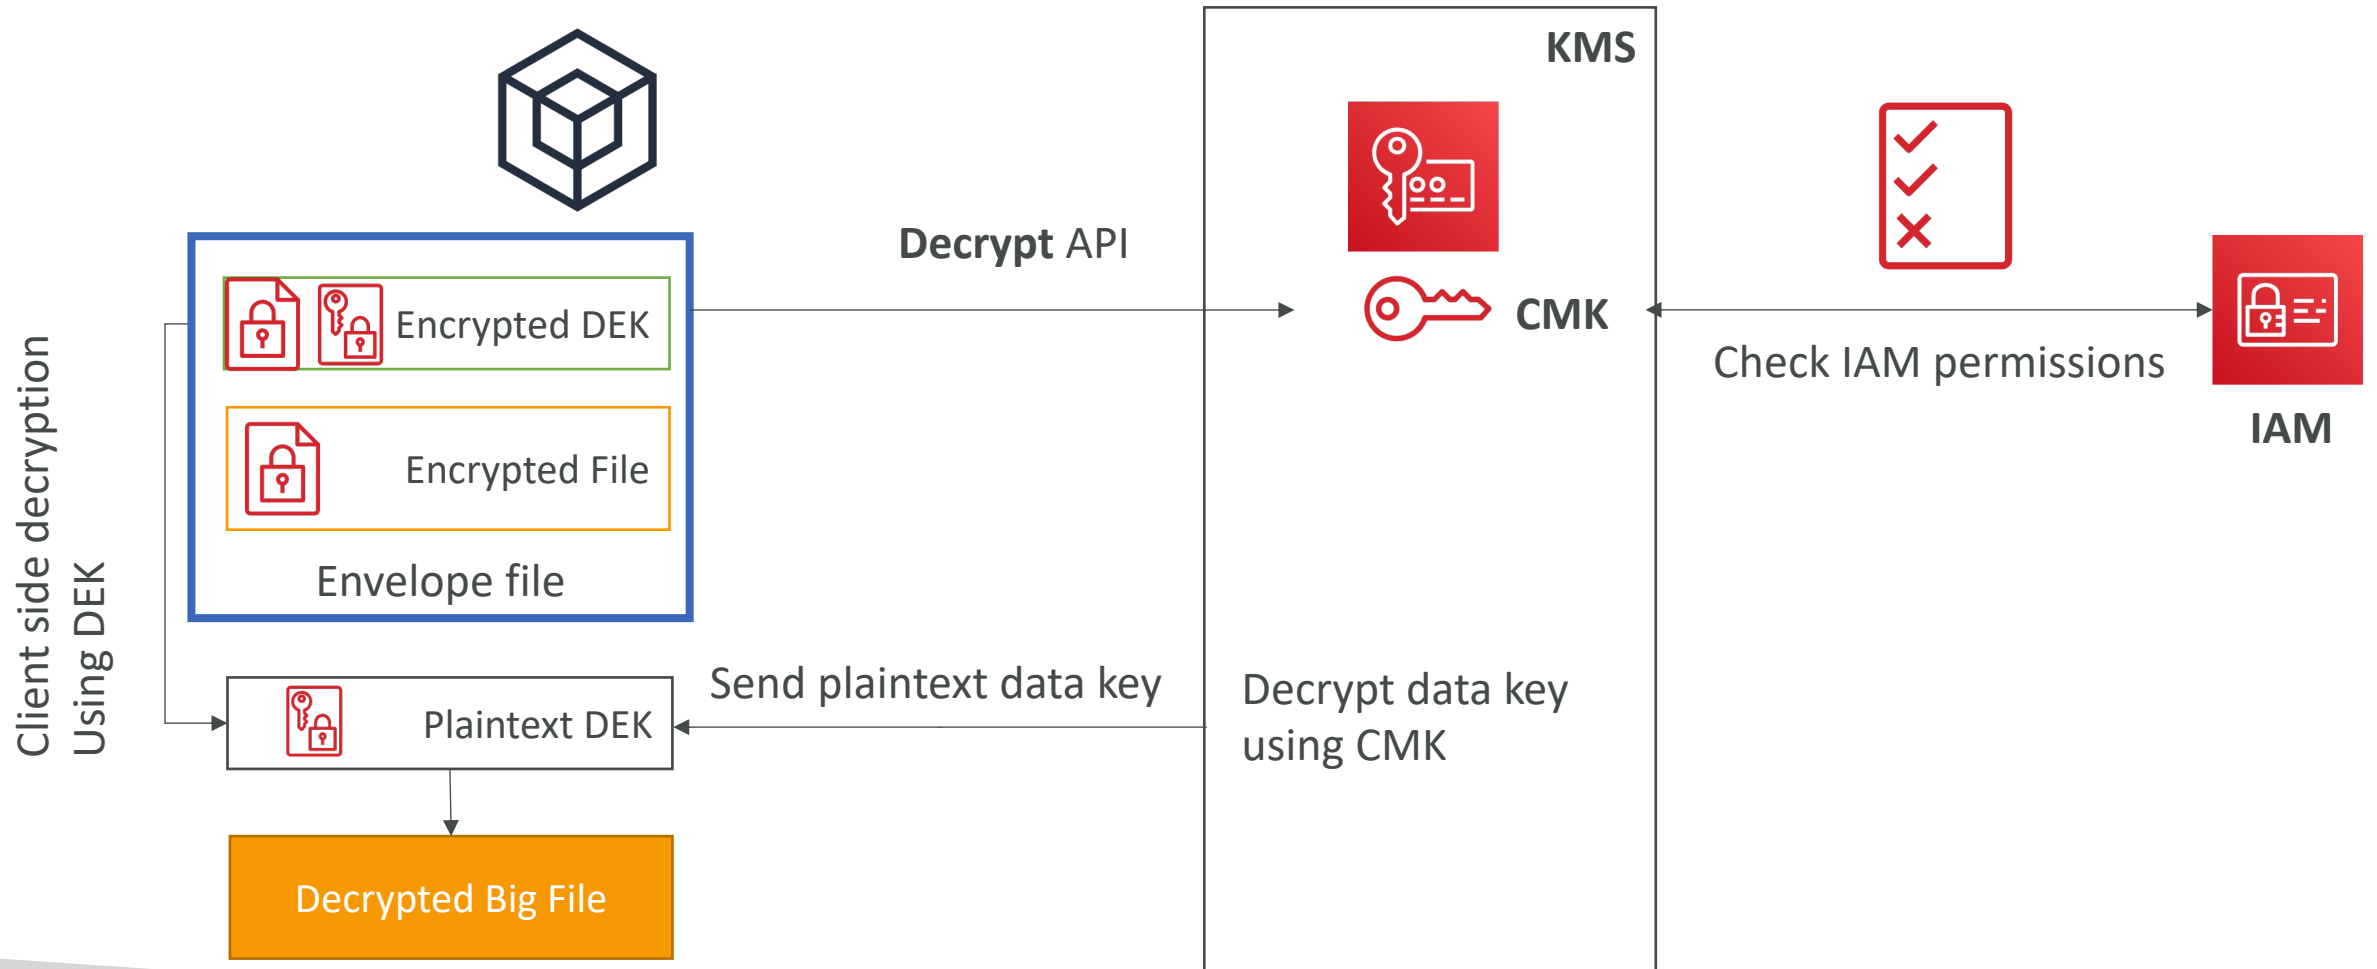 KMS
Decrypt API
Encrypted DEK
CMK
Check IAM permissions
IAM
Encrypted File
Envelope file
Client side decryption
Using DEK
Send plaintext data key
Decrypt data key
using CMK
Plaintext DEK
Decrypted Big File